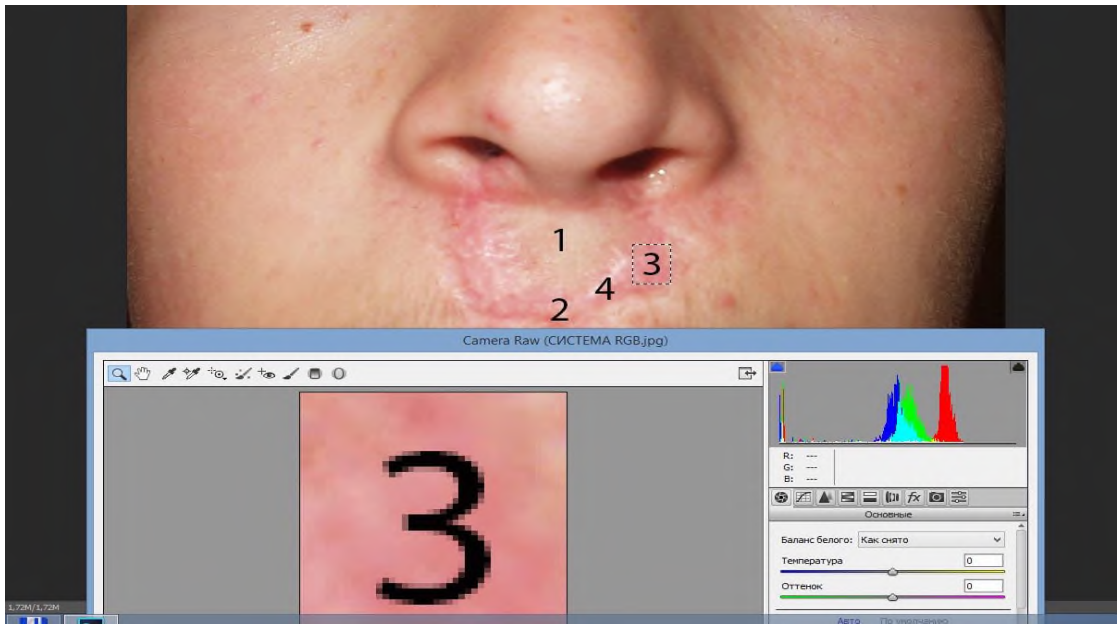 1
3
4
2
Camera Raw (СИСТЕМА RGB.jpg)
3
R: ---
G: ---
B: ---
fx
Основные
Баланс белого: Как снято
Температура 0
Оттенок 0
Авто По умолчанию
1,72M/1,72M